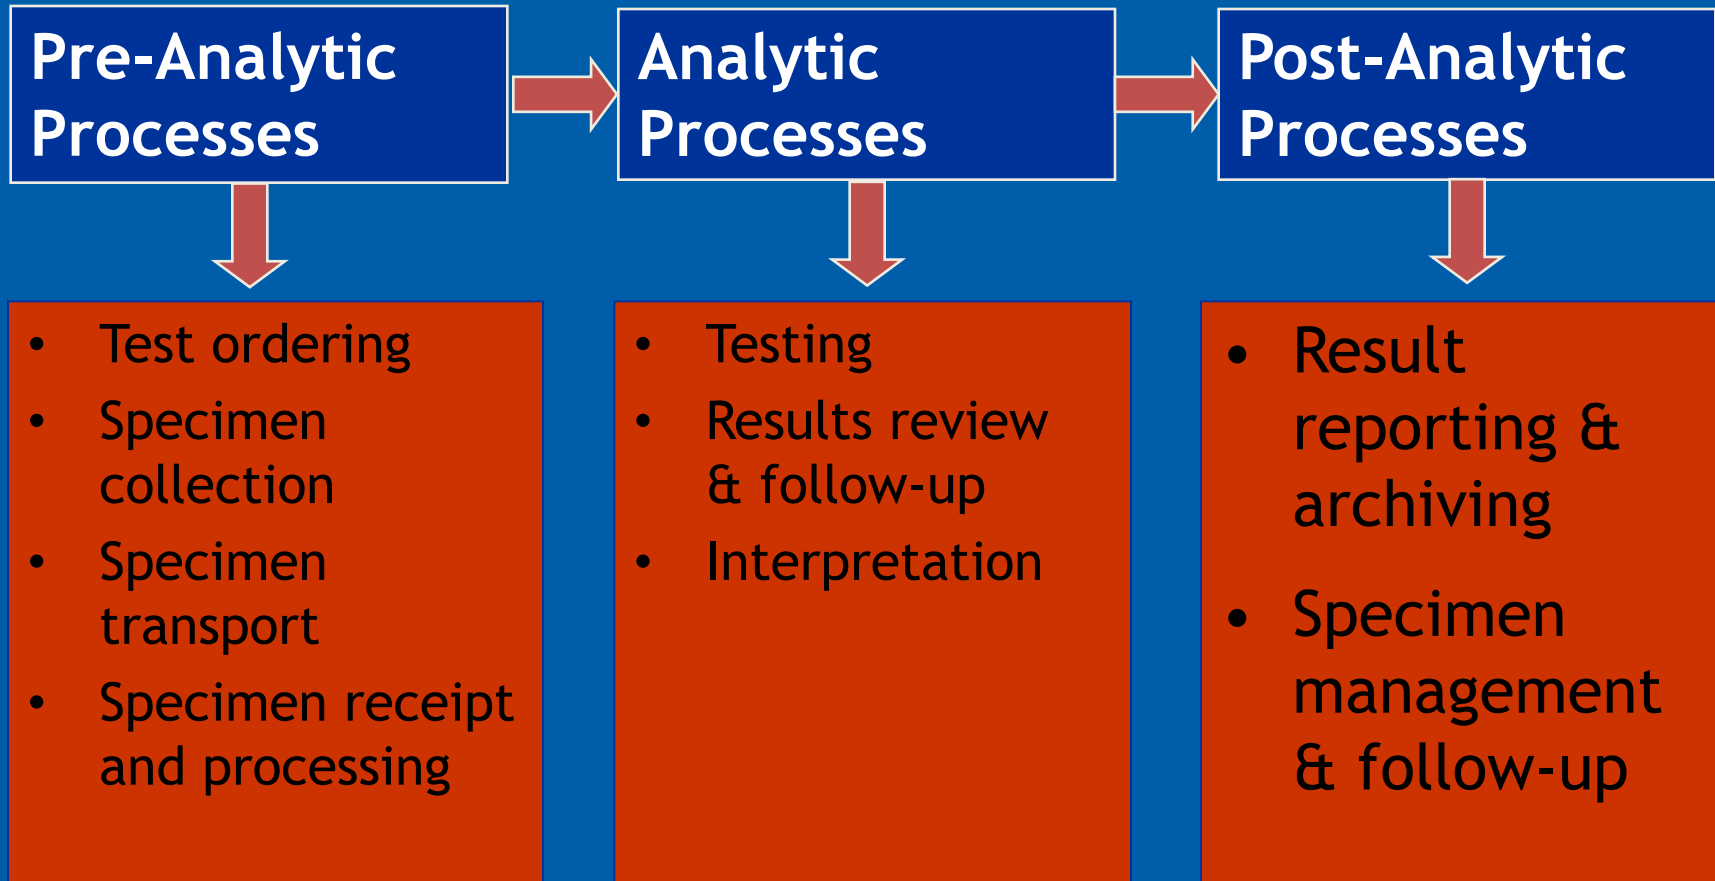 Pre-Analytic
Processes
Analytic
Processes
Post-Analytic
Processes
• Test ordering
• Specimen
collection
• Specimen
transport
• Specimen receipt
and processing
• Testing
• Results review
& follow-up
• Interpretation
• Result
reporting &
archiving
• Specimen
management
& follow-up